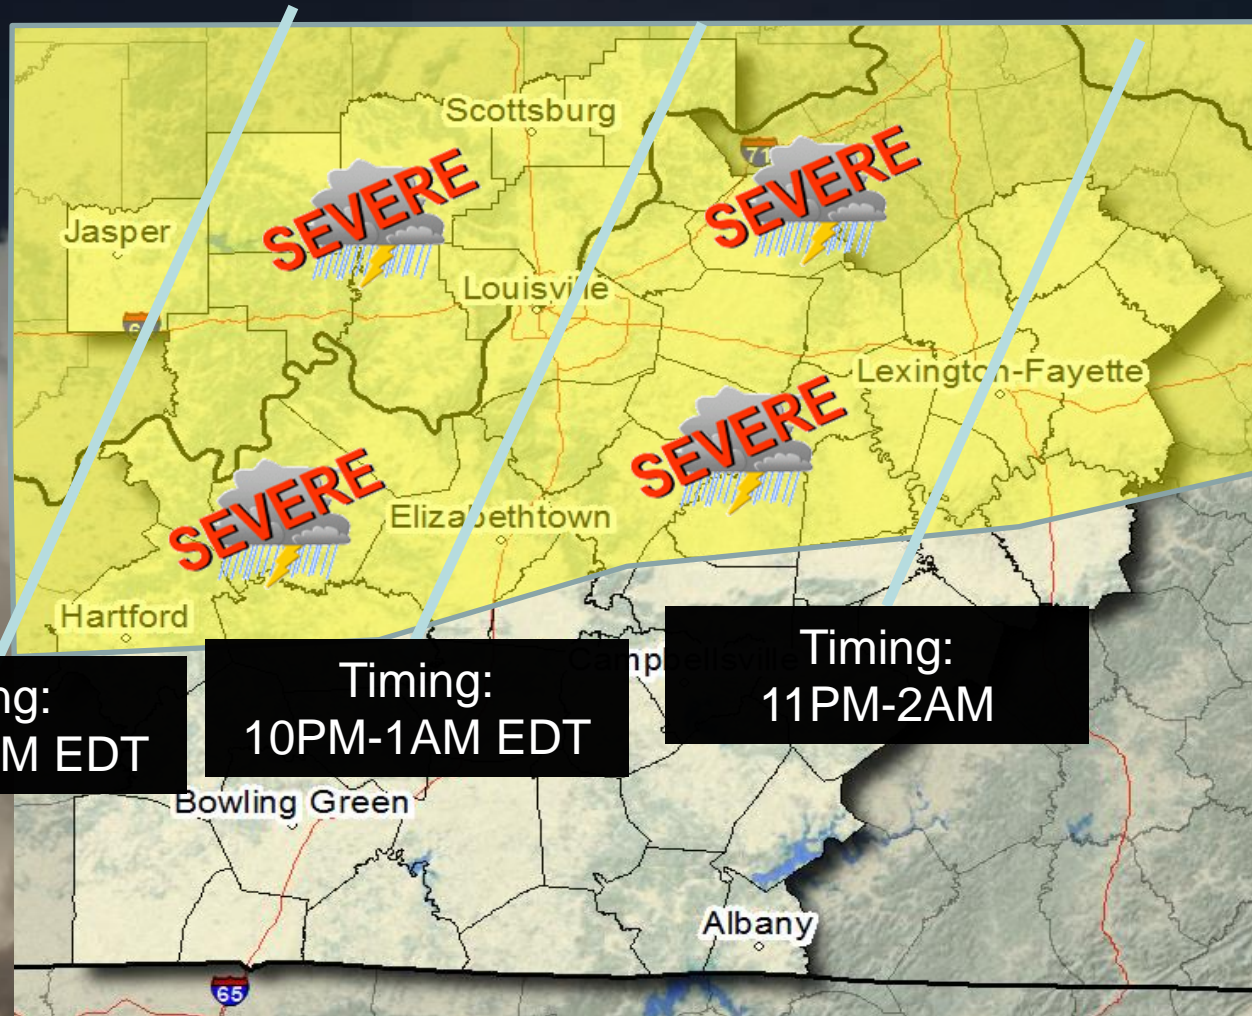 Scottsburg
71
SEVERE
SEVERE
Jasper
Louisville
Lexington-Fayette
SEVERE
SEVERE
Elizabethtown
Hartford
Campbellsville
Timing:
11PM-2AM
Timing:
10PM-1AM EDT
ng:
M EDT
Bowling Green
Albany
65